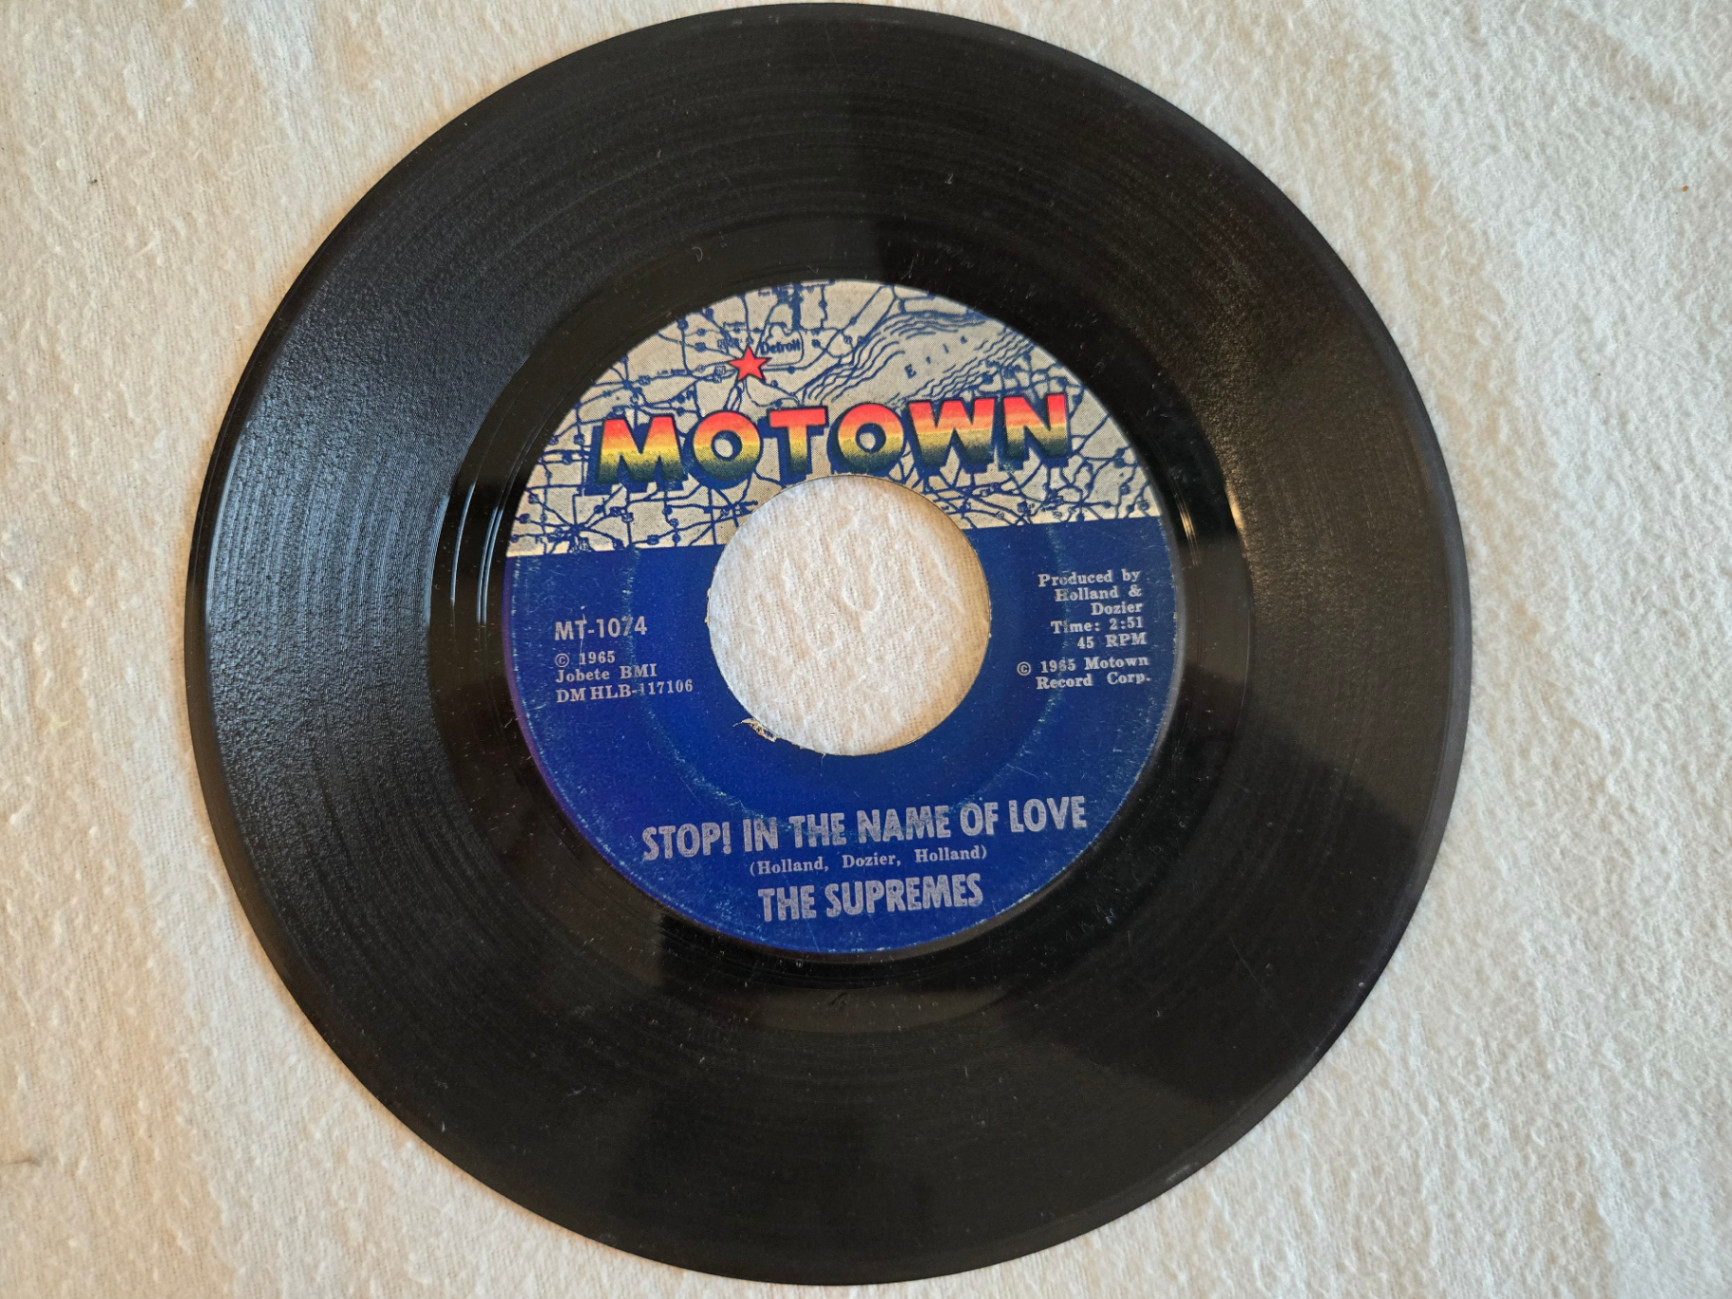 Detroit
Erie
MOTOWN
MT-1074
© 1965
Jobete BMI
DM HLB-117106
Produced by
Holland &
Dozier
Time: 2:51
45 RPM
© 1965 Motown
Record Corp.
STOP! IN THE NAME OF LOVE
(Holland, Dozier, Holland)
THE SUPREMES